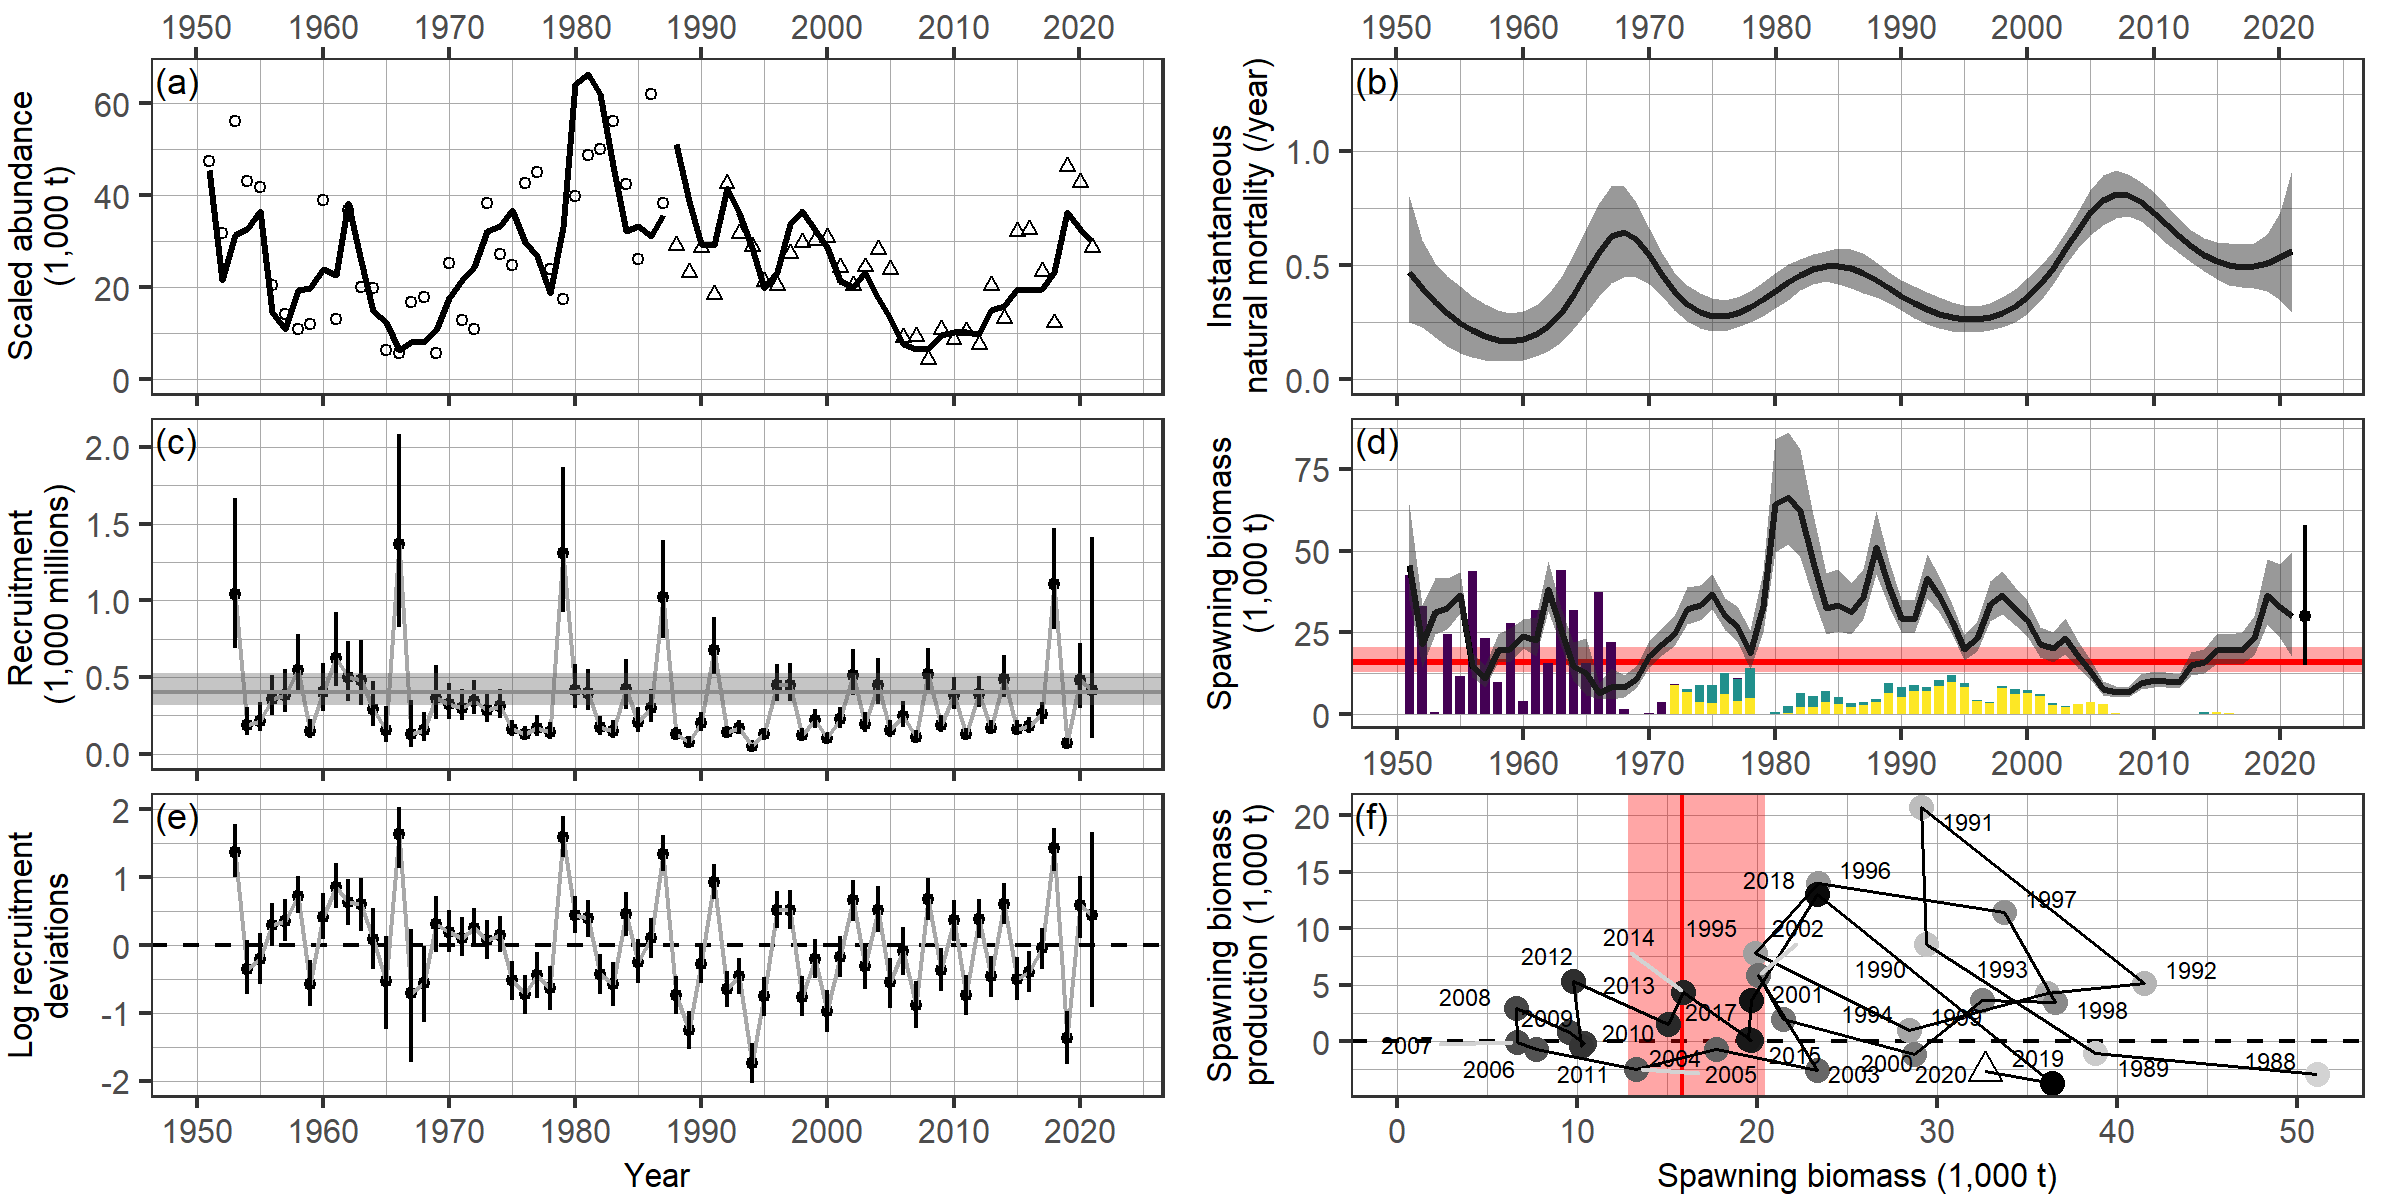 1950 1960 1970 1980 1990 2000 2010 2020
1950 1960 1970 1980 1990 2000 2010 2020
(a)
Scaled abundance
(1,000 t)
60
40
20
0
(b)
Instantaneous
natural mortality (/year)
1.0
0.5
0.0
(c)
Recruitment
(1,000 millions)
2.0
1.5
1.0
0.5
0.0
(d)
Spawning biomass
(1,000 t)
75
50
25
0
1950 1960 1970 1980 1990 2000 2010 2020
(e)
Log recruitment
deviations
2
1
0
-1
-2
1950 1960 1970 1980 1990 2000 2010 2020
Year
(f)
Spawning biomass
production (1,000 t)
20
15
10
5
0
1991
1996
2018
1997
1995
2002
2014
2012
1990
1993
1992
2013
2008
2001
2017
1998
2009
1994
1999
2010
2007
2004
2015
2019
2000
1988
2006
2011
2005
2003
2020
1989
0 10 20 30 40 50
Spawning biomass (1,000 t)